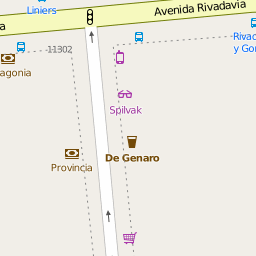 Liniers
Avenida Rivadavia
a
11302
Rivad
y Gor
agonia
Spilvak
De Genaro
Provincia